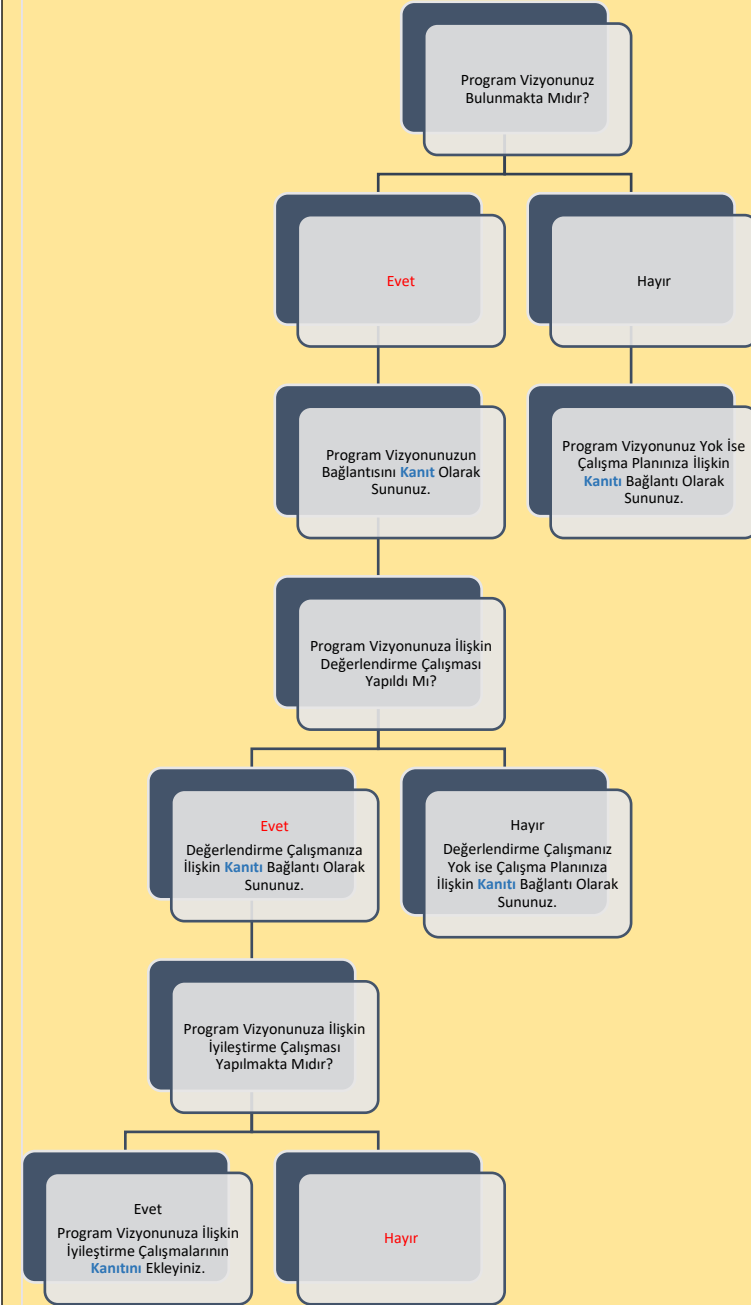 Program Vizyonunuz
Bulunmakta Mıdır?
Evet
Hayır
Program Vizyonunuzun
Bağlantısını Kanıt Olarak
Sununuz.
Program Vizyonunuz Yok İse
Çalışma Planınıza İlişkin
Kanıtı Bağlantı Olarak
Sununuz.
Program Vizyonunuza İlişkin
Değerlendirme Çalışması
Yapıldı Mı?
Evet
Değerlendirme Çalışmanıza
İlişkin Kanıtı Bağlantı Olarak
Sununuz.
Hayır
Değerlendirme Çalışmanız
Yok ise Çalışma Planınıza
İlişkin Kanıtı Bağlantı Olarak
Sununuz.
Program Vizyonunuza İlişkin
İyileştirme Çalışması
Yapılmakta Mıdır?
Evet
Program Vizyonunuza İlişkin
İyileştirme Çalışmalarının
Kanıtını Ekleyiniz.
Hayır